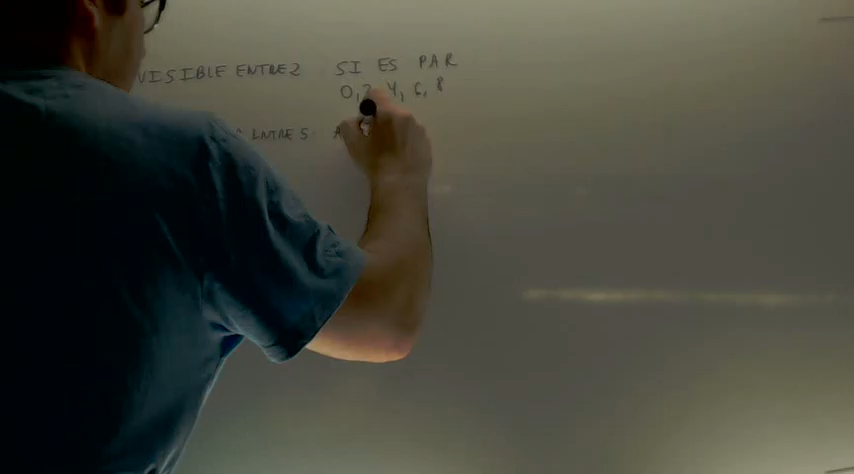 VISIBLE ENTRE 2 SI ES PAR
0, 2, 4, 6, 8
ENTRE 5